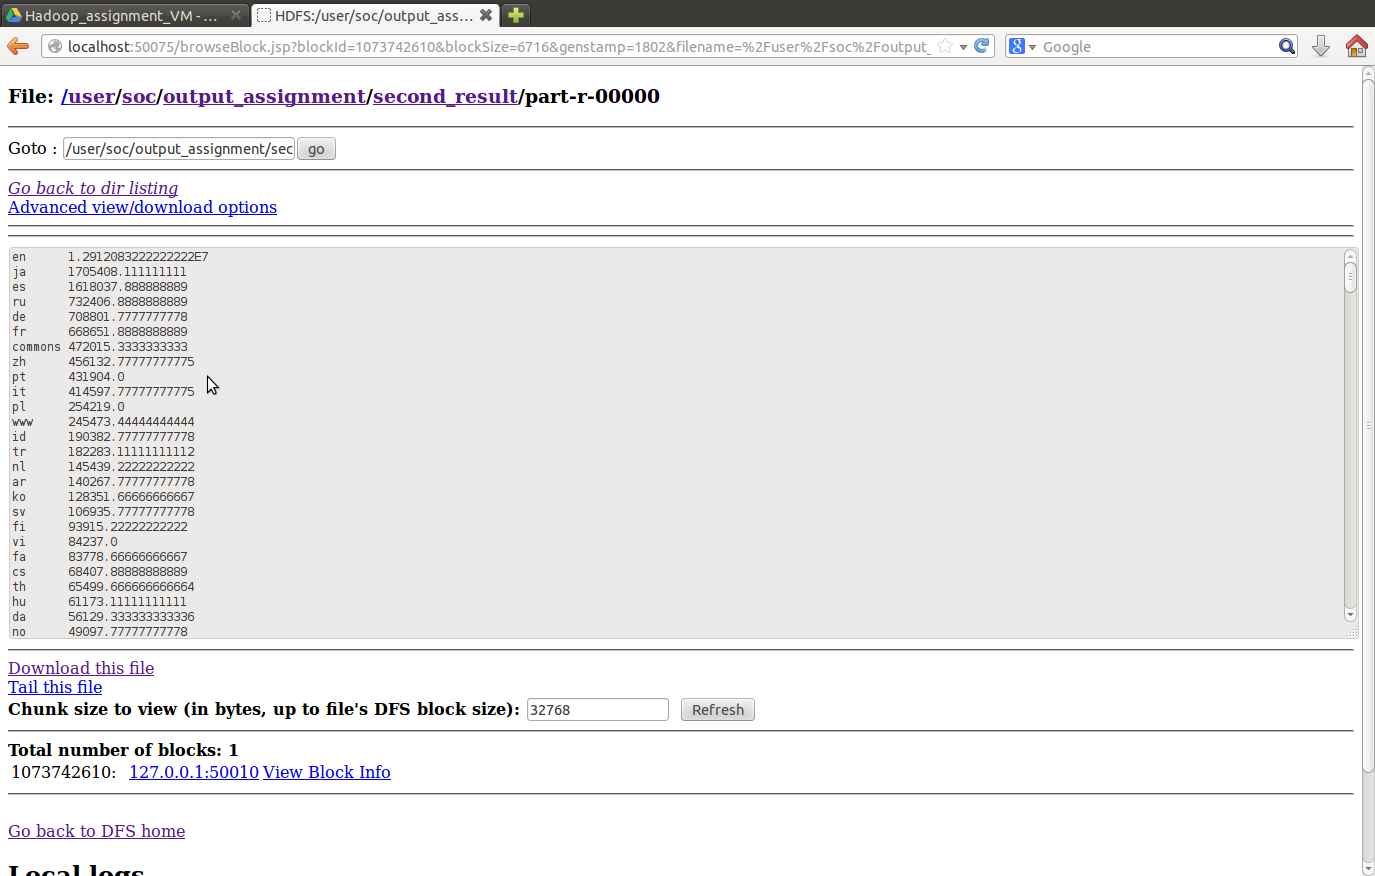 Hadoop_assignment_VM - ...
HDFS:/user/soc/output_ass...
localhost:50075/browseBlock.jsp?blockId=1073742610&blockSize=6716&genstamp=1802&filename=%2Fuser%2Fsoc%2Foutput_
Google
File: /user/soc/output_assignment/second_result/part-r-00000
Goto : /user/soc/output_assignment/sec go
Go back to dir listing
Advanced view/download options
en 1.2912083222222222E7
ja 1705408.111111111
es 1618037.888888889
ru 732406.8888888889
de 708801.7777777778
fr 668651.8888888889
commons 472015.3333333333
zh 456132.77777777775
pt 431904.0
it 414597.77777777775
pl 254219.0
www 245473.44444444444
id 190382.77777777778
tr 182283.11111111112
nl 145439.22222222222
ar 140267.77777777778
ko 128351.66666666667
sv 106935.77777777778
fi 93915.22222222222
vi 84237.0
fa 83778.66666666667
cs 68407.88888888889
th 65499.666666666664
hu 61173.11111111111
da 56129.333333333336
no 49097.77777777778
Download this file
Tail this file
Chunk size to view (in bytes, up to file's DFS block size): 32768 Refresh
Total number of blocks: 1
1073742610: 127.0.0.1:50010 View Block Info
Go back to DFS home
Local logs